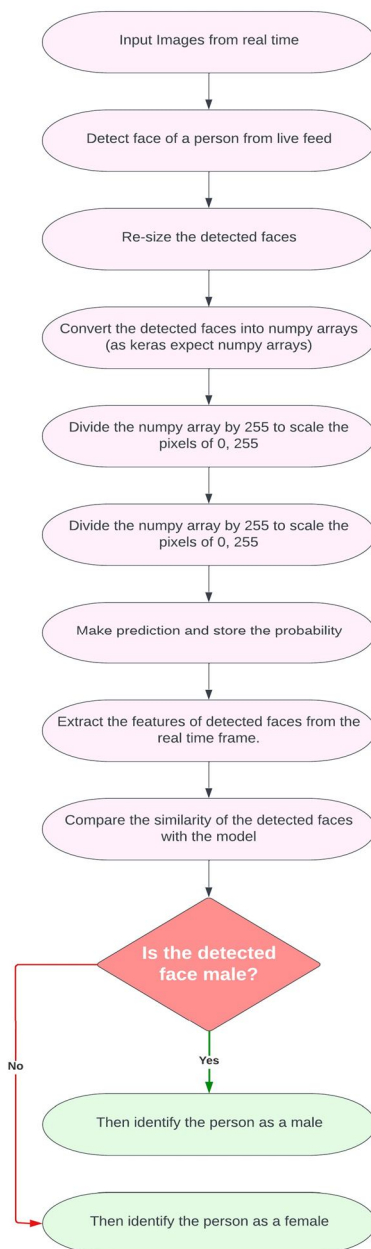 Input Images from real time
Detect face of a person from live feed
Re-size the detected faces
Convert the detected faces into numpy arrays
(as keras expect numpy arrays)
Divide the numpy array by 255 to scale the
pixels of 0, 255
Divide the numpy array by 255 to scale the
pixels of 0, 255
Make prediction and store the probability
Extract the features of detected faces from the
real time frame.
Compare the similarity of the detected faces
with the model
Is the detected
face male?
No
Yes
Then identify the person as a male
Then identify the person as a female